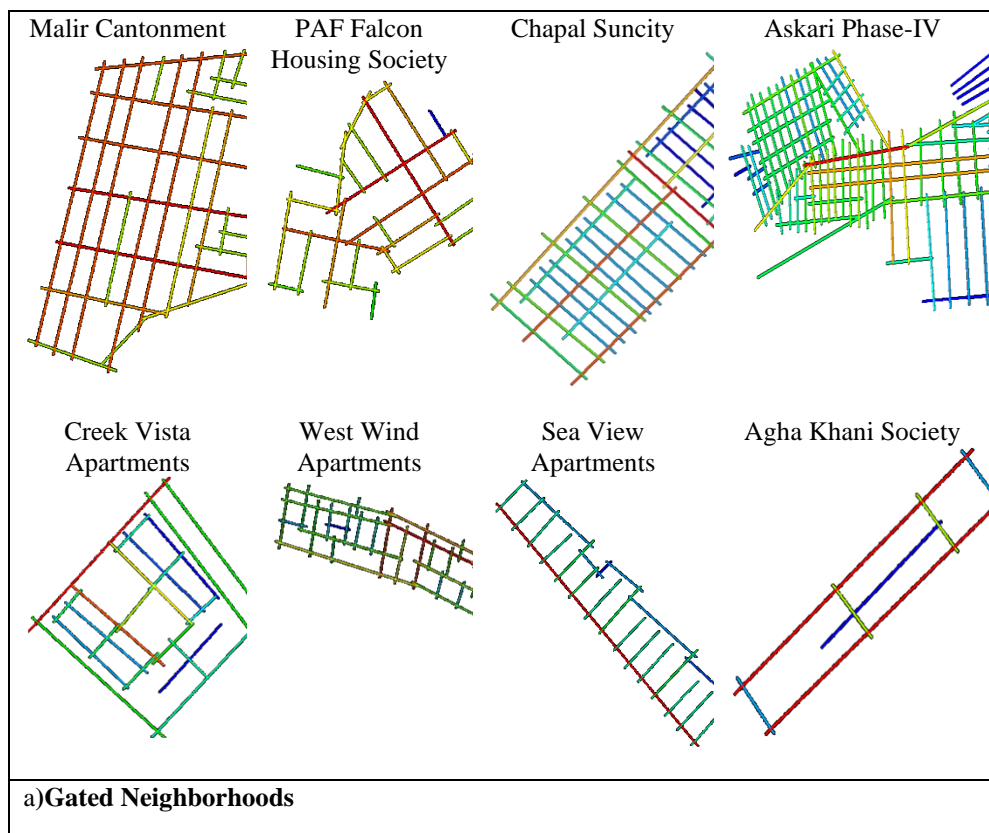 Malir Cantonment
PAF Falcon
Housing Society
Chapal Suncity
Askari Phase-IV
Creek Vista
Apartments
West Wind
Apartments
Sea View
Apartments
Agha Khani Society
a)Gated Neighborhoods